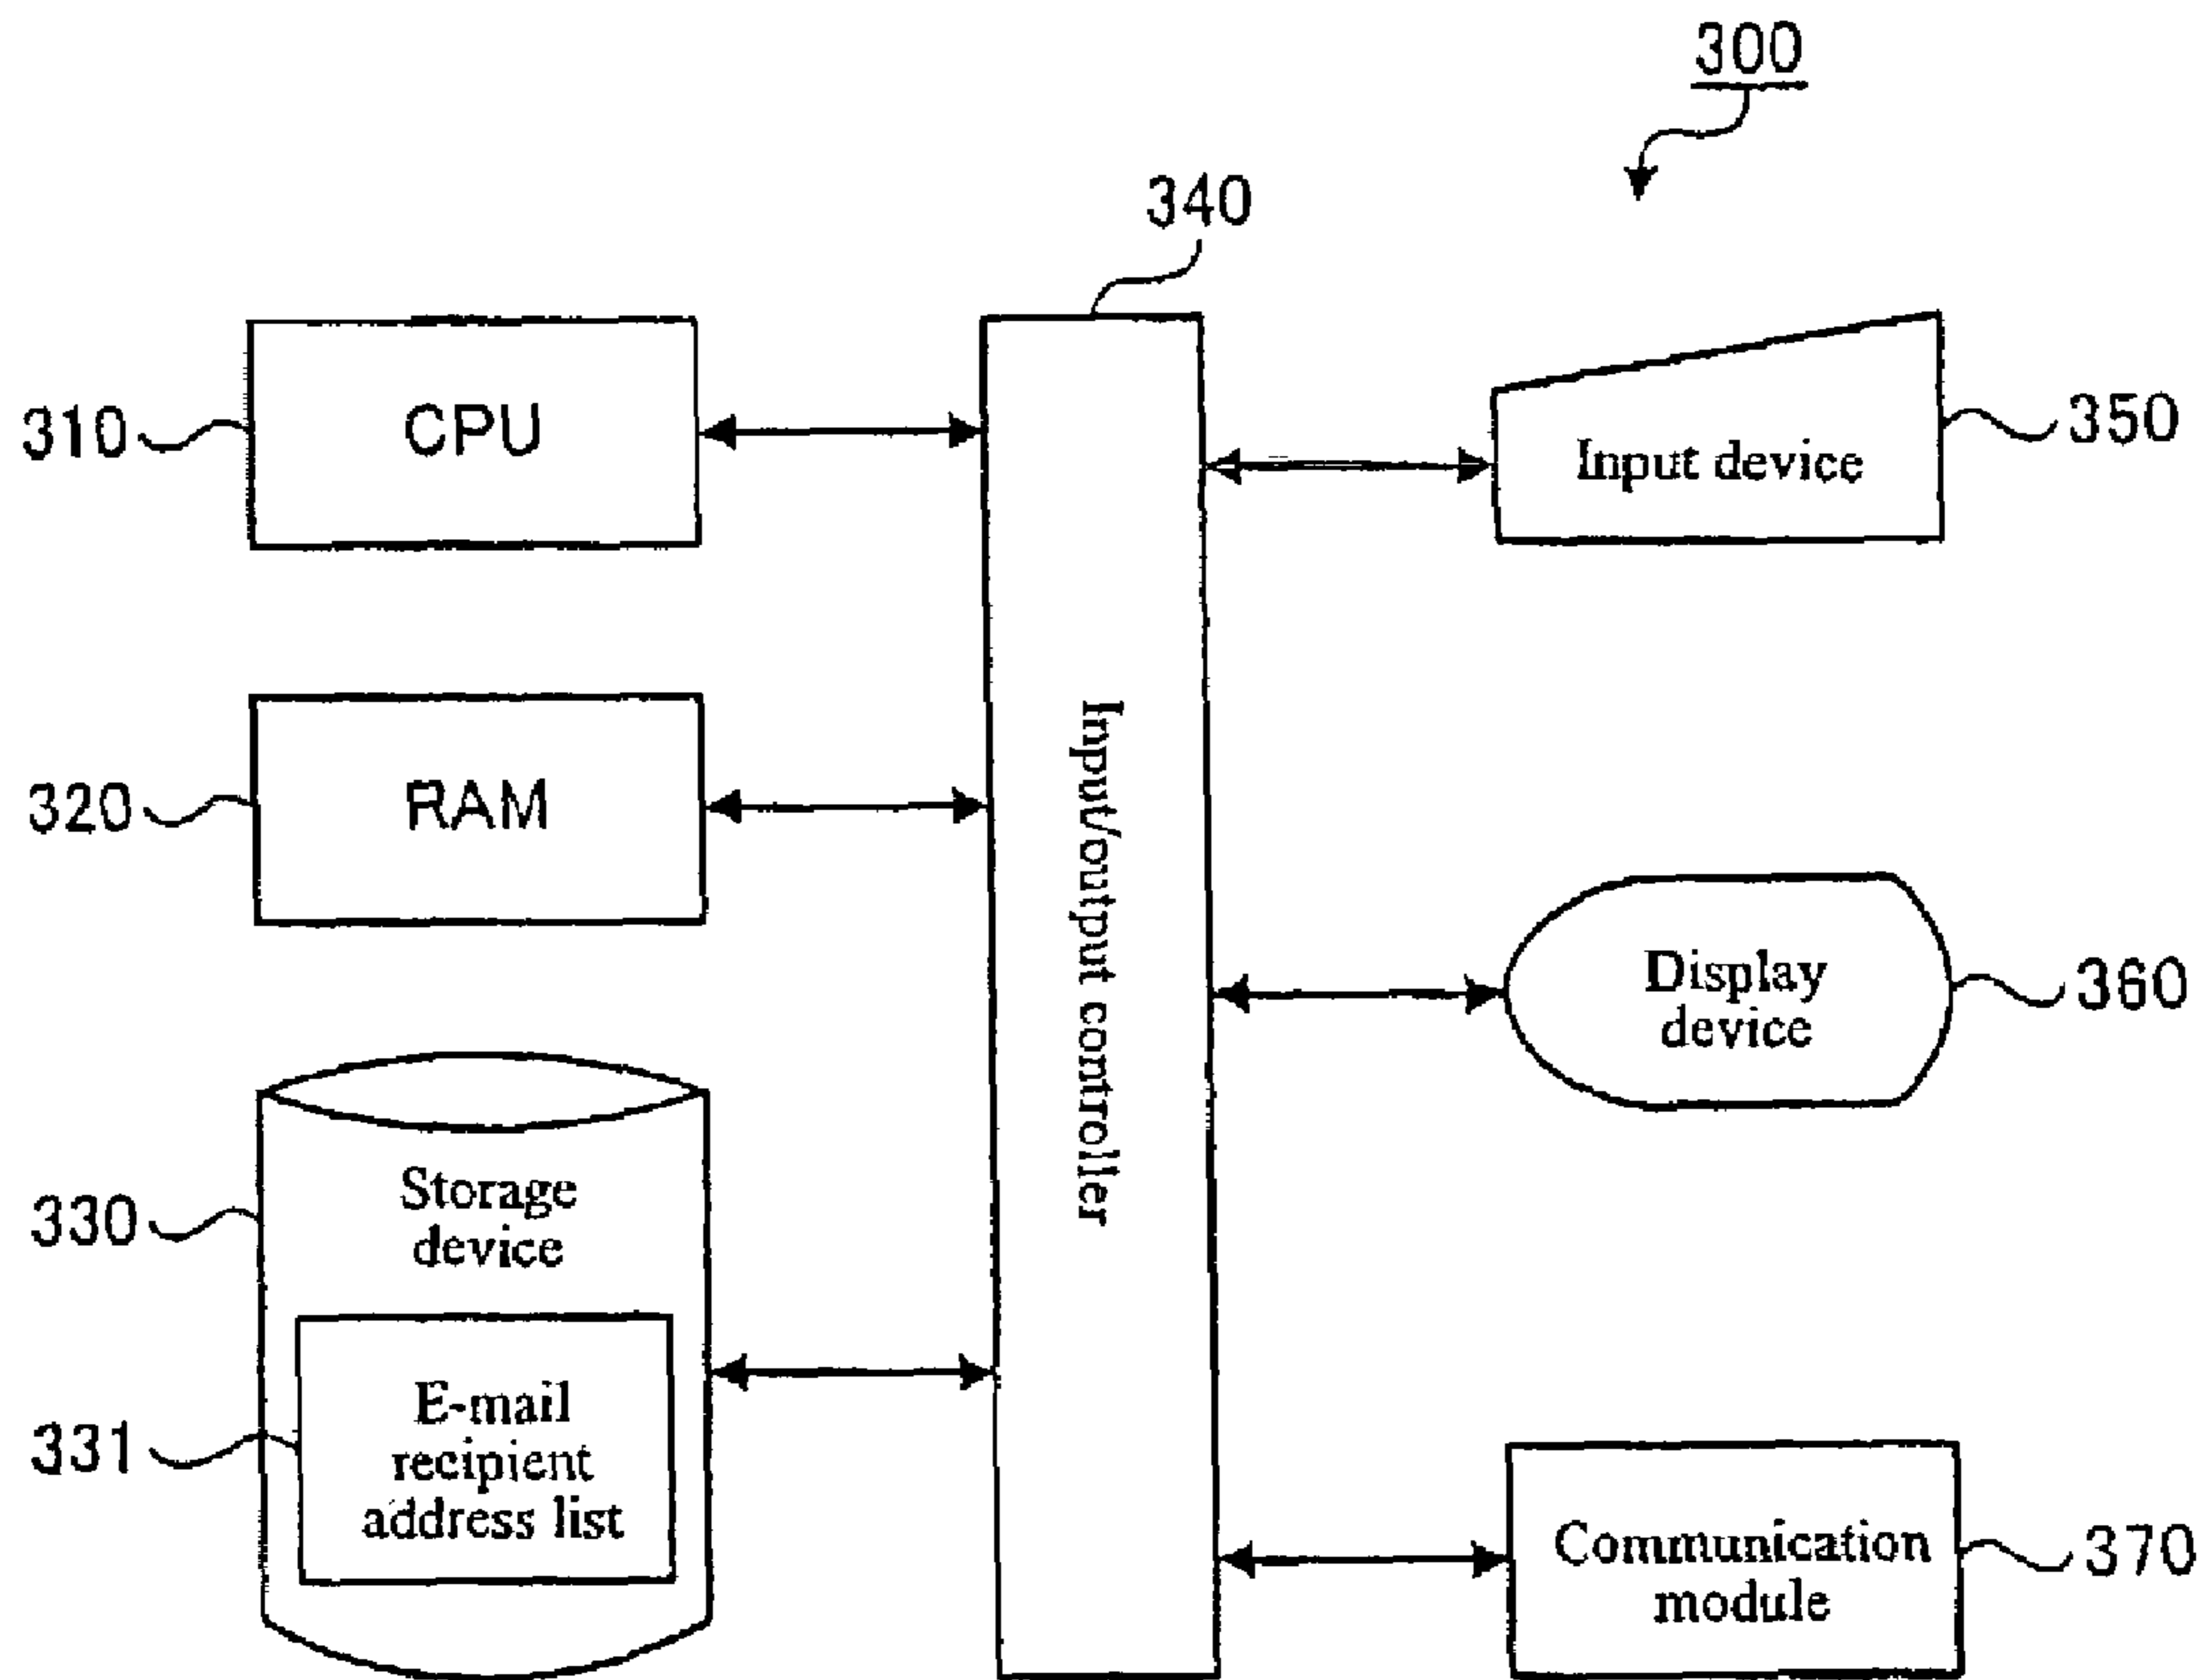 300
340
310
CPU
Input device
350
320
RAM
Input/output controller
Display
device
360
330
Storage
device
331
E-mail
recipient
address list
Communication
module
370